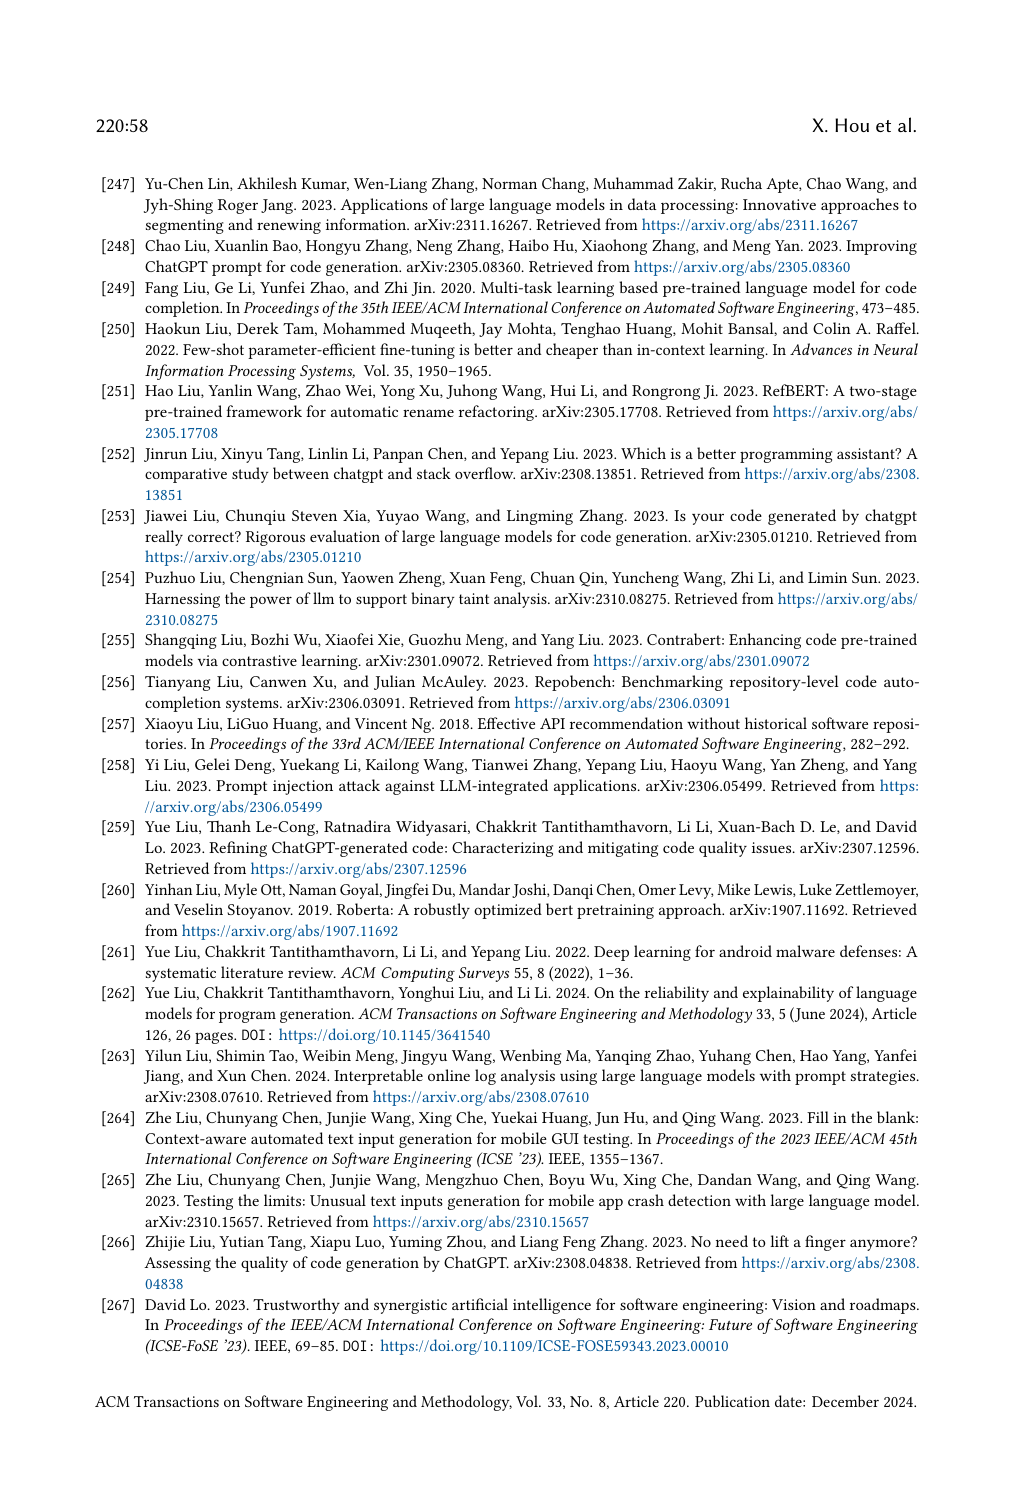 220:58
X. Hou et al.
[247] Yu-Chen Lin, Akhilesh Kumar, Wen-Liang Zhang, Norman Chang, Muhammad Zakir, Rucha Apte, Chao Wang, and
Jyh-Shing Roger Jang. 2023. Applications of large language models in data processing: Innovative approaches to
segmenting and renewing information. arXiv:2311.16267. Retrieved from https://arxiv.org/abs/2311.16267
[248] Chao Liu, Xuanlin Bao, Hongyu Zhang, Neng Zhang, Haibo Hu, Xiaohong Zhang, and Meng Yan. 2023. Improving
ChatGPT prompt for code generation. arXiv:2305.08360. Retrieved from https://arxiv.org/abs/2305.08360
[249] Fang Liu, Ge Li, Yunfei Zhao, and Zhi Jin. 2020. Multi-task learning based pre-trained language model for code
completion. In Proceedings of the 35th IEEE/ACM International Conference on Automated Software Engineering, 473–485.
[250] Haokun Liu, Derek Tam, Mohammed Muqeeth, Jay Mohta, Tenghao Huang, Mohit Bansal, and Colin A. Raffel.
2022. Few-shot parameter-efficient fine-tuning is better and cheaper than in-context learning. In Advances in Neural
Information Processing Systems, Vol. 35, 1950–1965.
[251] Hao Liu, Yanlin Wang, Zhao Wei, Yong Xu, Juhong Wang, Hui Li, and Rongrong Ji. 2023. RefBERT: A two-stage
pre-trained framework for automatic rename refactoring. arXiv:2305.17708. Retrieved from https://arxiv.org/abs/
2305.17708
[252] Jinrun Liu, Xinyu Tang, Linlin Li, Panpan Chen, and Yepang Liu. 2023. Which is a better programming assistant? A
comparative study between chatgpt and stack overflow. arXiv:2308.13851. Retrieved from https://arxiv.org/abs/2308.
13851
[253] Jiawei Liu, Chunqiu Steven Xia, Yuyao Wang, and Lingming Zhang. 2023. Is your code generated by chatgpt
really correct? Rigorous evaluation of large language models for code generation. arXiv:2305.01210. Retrieved from
https://arxiv.org/abs/2305.01210
[254] Puzhuo Liu, Chengnian Sun, Yaowen Zheng, Xuan Feng, Chuan Qin, Yuncheng Wang, Zhi Li, and Limin Sun. 2023.
Harnessing the power of llm to support binary taint analysis. arXiv:2310.08275. Retrieved from https://arxiv.org/abs/
2310.08275
[255] Shangqing Liu, Bozhi Wu, Xiaofei Xie, Guozhu Meng, and Yang Liu. 2023. Contrabert: Enhancing code pre-trained
models via contrastive learning. arXiv:2301.09072. Retrieved from https://arxiv.org/abs/2301.09072
[256] Tianyang Liu, Canwen Xu, and Julian McAuley. 2023. Repobench: Benchmarking repository-level code auto-
completion systems. arXiv:2306.03091. Retrieved from https://arxiv.org/abs/2306.03091
[257] Xiaoyu Liu, LiGuo Huang, and Vincent Ng. 2018. Effective API recommendation without historical software reposi-
tories. In Proceedings of the 33rd ACM/IEEE International Conference on Automated Software Engineering, 282–292.
[258] Yi Liu, Gelei Deng, Yuekang Li, Kailong Wang, Tianwei Zhang, Yepang Liu, Haoyu Wang, Yan Zheng, and Yang
Liu. 2023. Prompt injection attack against LLM-integrated applications. arXiv:2306.05499. Retrieved from https:
//arxiv.org/abs/2306.05499
[259] Yue Liu, Thanh Le-Cong, Ratnadira Widyasari, Chakkrit Tantithamthavorn, Li Li, Xuan-Bach D. Le, and David
Lo. 2023. Refining ChatGPT-generated code: Characterizing and mitigating code quality issues. arXiv:2307.12596.
Retrieved from https://arxiv.org/abs/2307.12596
[260] Yinhan Liu, Myle Ott, Naman Goyal, Jingfei Du, Mandar Joshi, Danqi Chen, Omer Levy, Mike Lewis, Luke Zettlemoyer,
and Veselin Stoyanov. 2019. Roberta: A robustly optimized bert pretraining approach. arXiv:1907.11692. Retrieved
from https://arxiv.org/abs/1907.11692
[261] Yue Liu, Chakkrit Tantithamthavorn, Li Li, and Yepang Liu. 2022. Deep learning for android malware defenses: A
systematic literature review. ACM Computing Surveys 55, 8 (2022), 1–36.
[262] Yue Liu, Chakkrit Tantithamthavorn, Yonghui Liu, and Li Li. 2024. On the reliability and explainability of language
models for program generation. ACM Transactions on Software Engineering and Methodology 33, 5 (June 2024), Article
126, 26 pages. DOI: https://doi.org/10.1145/3641540
[263] Yilun Liu, Shimin Tao, Weibin Meng, Jingyu Wang, Wenbing Ma, Yanqing Zhao, Yuhang Chen, Hao Yang, Yanfei
Jiang, and Xun Chen. 2024. Interpretable online log analysis using large language models with prompt strategies.
arXiv:2308.07610. Retrieved from https://arxiv.org/abs/2308.07610
[264] Zhe Liu, Chunyang Chen, Junjie Wang, Xing Che, Yuekai Huang, Jun Hu, and Qing Wang. 2023. Fill in the blank:
Context-aware automated text input generation for mobile GUI testing. In Proceedings of the 2023 IEEE/ACM 45th
International Conference on Software Engineering (ICSE ’23). IEEE, 1355–1367.
[265] Zhe Liu, Chunyang Chen, Junjie Wang, Mengzhuo Chen, Boyu Wu, Xing Che, Dandan Wang, and Qing Wang.
2023. Testing the limits: Unusual text inputs generation for mobile app crash detection with large language model.
arXiv:2310.15657. Retrieved from https://arxiv.org/abs/2310.15657
[266] Zhijie Liu, Yutian Tang, Xiapu Luo, Yuming Zhou, and Liang Feng Zhang. 2023. No need to lift a finger anymore?
Assessing the quality of code generation by ChatGPT. arXiv:2308.04838. Retrieved from https://arxiv.org/abs/2308.
04838
[267] David Lo. 2023. Trustworthy and synergistic artificial intelligence for software engineering: Vision and roadmaps.
In Proceedings of the IEEE/ACM International Conference on Software Engineering: Future of Software Engineering
(ICSE-FoSE ’23). IEEE, 69–85. DOI: https://doi.org/10.1109/ICSE-FOSE59343.2023.00010
ACM Transactions on Software Engineering and Methodology, Vol. 33, No. 8, Article 220. Publication date: December 2024.